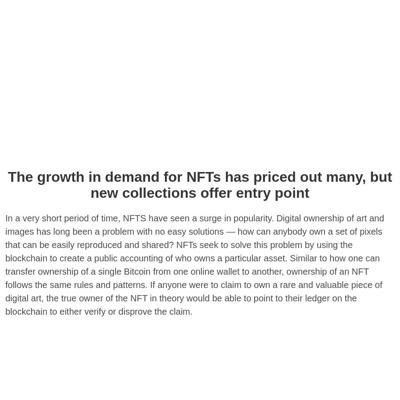 The growth in demand for NFTs has priced out many, but
new collections offer entry point
In a very short period of time, NFTS have seen a surge in popularity. Digital ownership of art and
images has long been a problem with no easy solutions — how can anybody own a set of pixels
that can be easily reproduced and shared? NFTs seek to solve this problem by using the
blockchain to create a public accounting of who owns a particular asset. Similar to how one can
transfer ownership of a single Bitcoin from one online wallet to another, ownership of an NFT
follows the same rules and patterns. If anyone were to claim to own a rare and valuable piece of
digital art, the true owner of the NFT in theory would be able to point to their ledger on the
blockchain to either verify or disprove the claim.